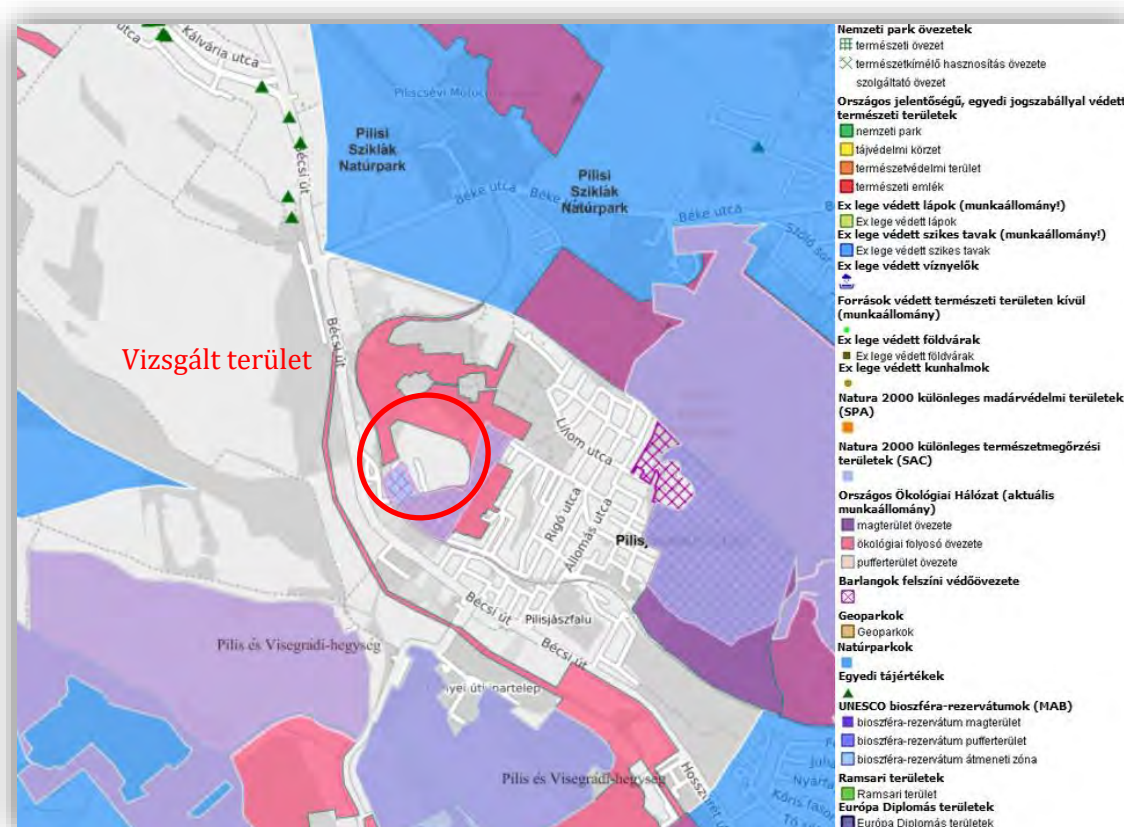 Kálvária utca
utca
Piliscsévi
Pilisi
Sziklák
Natúrpark
Bécsi út
Pilisi
Sziklák
Natúrpark
Béke utca
Béke
Béke utca
Bécsi út
Vizsgált terület
Liliom utca
Rigó utca
Állomás utca
Pilis
Bécsi út
Pilisjászfalu
Bécsi út
Pilis és Visegrádi-hegység
Pilis és Visegrádi-hegység
Hosszúrét
Kőris fasor
Nemzeti park övezetek
természeti övezet
természetkímélő hasznosítás övezete
szolgáltató övezet
Országos jelentőségű, egyedi jogszabállyal védett
természeti területek
nemzeti park
tájvédelmi körzet
természetvédelmi terület
természeti emlék
Ex lege védett lápok (munkaállomány!)
Ex lege védett lápok
Ex lege védett szikes tavak (munkaállomány!)
Ex lege védett szikes tavak
Ex lege védett víznyelők
Források védett természeti területen kívül
(munkaállomány)
Ex lege védett földvárak
Ex lege védett földvárak
Ex lege védett kunhalmok
Natura 2000 különleges madárvédelmi területek
(SPA)
Natura 2000 különleges természetmegőrzési
területek (SAC)
Országos Ökológiai Hálózat (aktuális
munkaállomány)
magterület övezete
ökológiai folyosó övezete
pufferterület övezete
Barlangok felszíni védőövezete
Geoparkok
Geoparkok
Natúrparkok
Egyedi tájértékek
UNESCO bioszféra-rezervátumok (MAB)
bioszféra-rezervátum magterület
bioszféra-rezervátum pufferterület
bioszféra-rezervátum átmeneti zóna
Ramsari területek
Ramsari terület
Európa Diplomás területek
Európa Diplomás területek